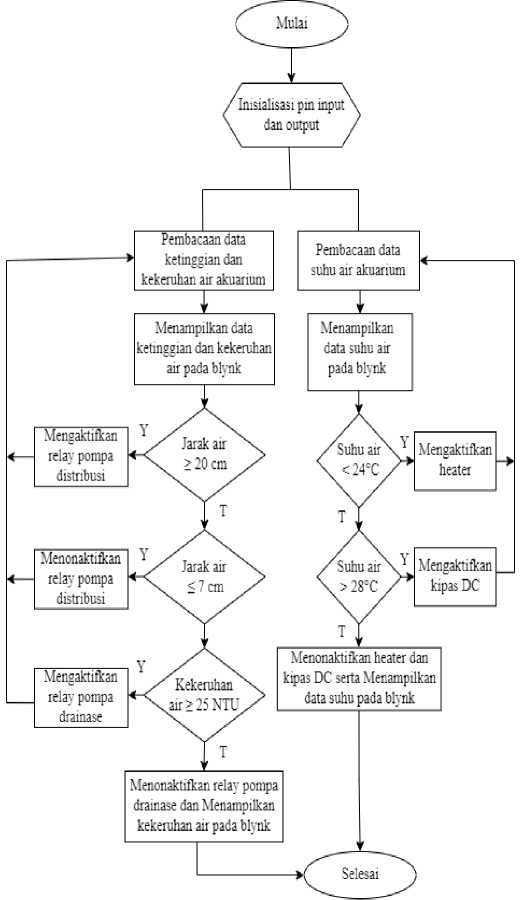 Mulai
Inisialisasi pin input
dan output
Pembacaan data
ketinggian dan
kekeruhan air akuarium
Pembacaan data
suhu air akuarium
Menampilkan data
ketinggian dan kekeruhan
air pada blynk
Menampilkan
data suhu air
pada blynk
Jarak air
≥ 20 cm
Y
Mengaktifkan
relay pompa
distribusi
T
Suhu air
< 24°C
Y
Mengaktifkan
heater
T
Jarak air
≤ 7 cm
Y
Menonaktifkan
relay pompa
distribusi
Suhu air
> 28°C
Y
Mengaktifkan
kipas DC
T
Kekeruhan
air ≥ 25 NTU
Y
Mengaktifkan
relay pompa
drainase
T
Menonaktifkan heater dan
kipas DC serta Menampilkan
data suhu pada blynk
Menonaktifkan relay pompa
drainase dan Menampilkan
kekeruhan air pada blynk
Selesai